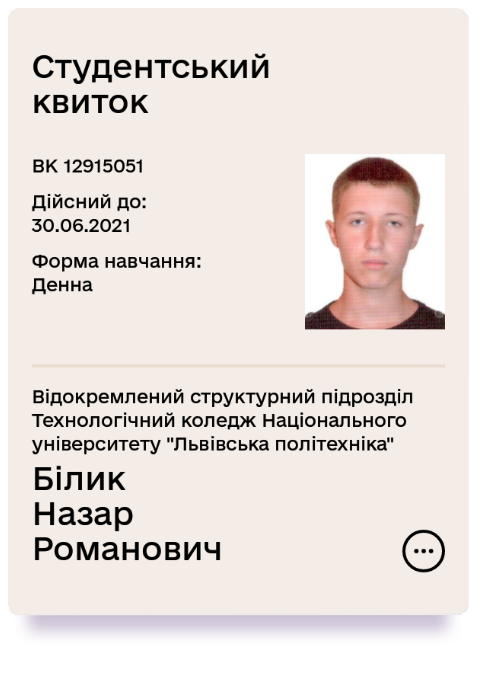 Студентський
квиток
ВК 12915051
Дійсний до:
30.06.2021
Форма навчання:
Денна
Відокремлений структурний підрозділ
Технологічний коледж Національного
університету "Львівська політехніка"
Білик
Назар
Романович